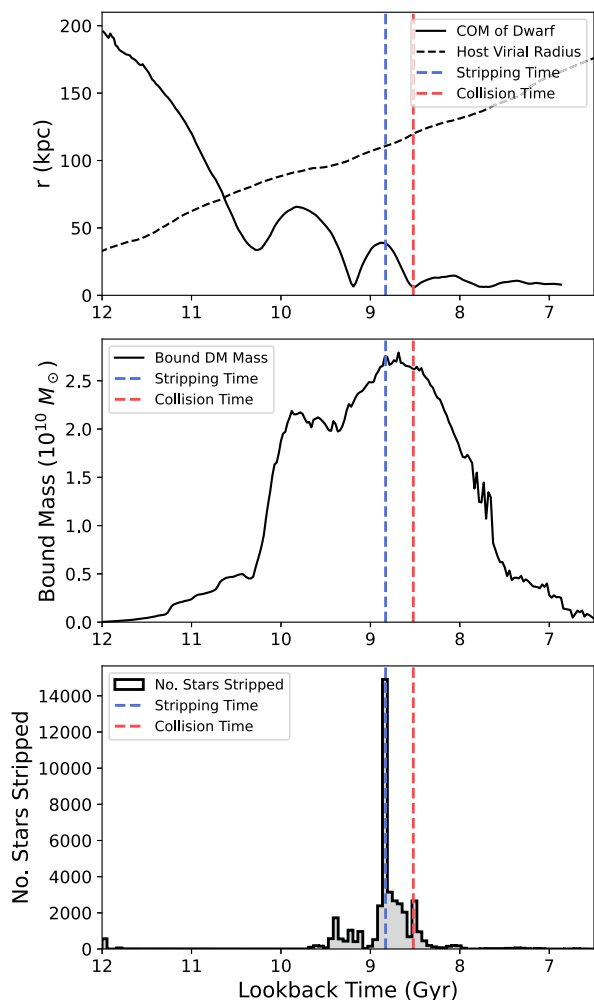 200
150
100
50
0
r (kpc)
COM of Dwarf
Host Virial Radius
Stripping Time
Collision Time
12
11
10
9
8
7
2.5
2.0
1.5
1.0
0.5
0.0
Bound Mass (10¹⁰ M⊙)
Bound DM Mass
Stripping Time
Collision Time
12
11
10
9
8
7
14000
12000
10000
8000
6000
4000
2000
0
No. Stars Stripped
No. Stars Stripped
Stripping Time
Collision Time
12
11
10
9
8
7
Lookback Time (Gyr)